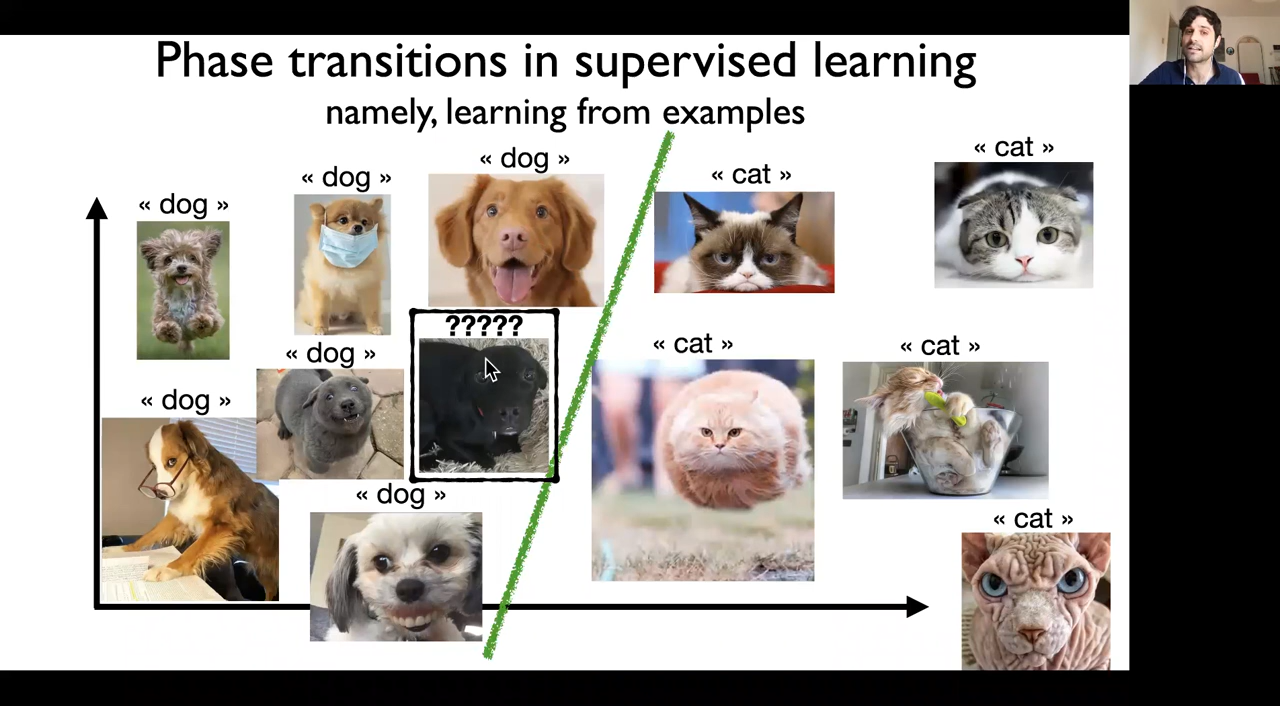 Phase transitions in supervised learning
namely, learning from examples
« dog »
« dog »
« dog »
« cat »
« cat »
?????
« dog »
« dog »
« cat »
« cat »
« dog »
« cat »